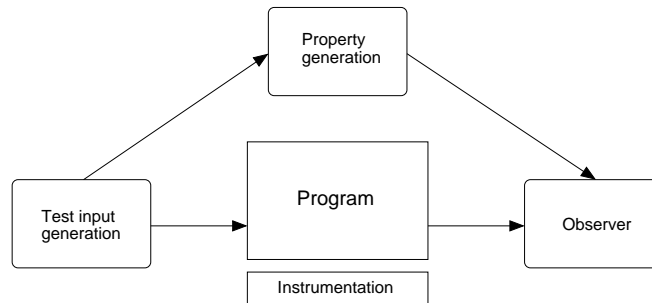 Property
generation
Program
Test input
generation
Observer
Instrumentation